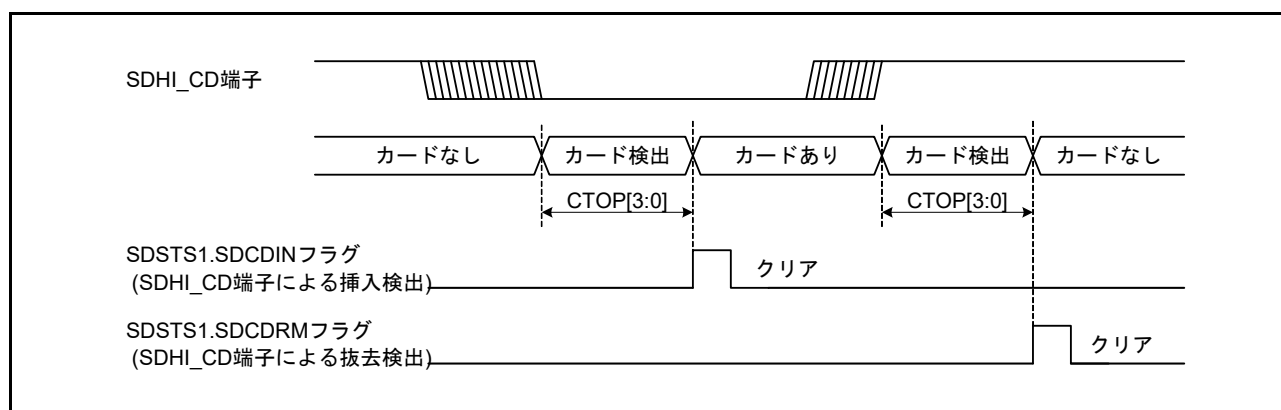 SDHI_CD端子
カードなし カード検出 カードあり カード検出 カードなし
CTOP[3:0] CTOP[3:0]
SDSTS1.SDCDINフラグ
(SDHI_CD端子による挿入検出)
クリア
SDSTS1.SDCDRMフラグ
(SDHI_CD端子による抜去検出)
クリア